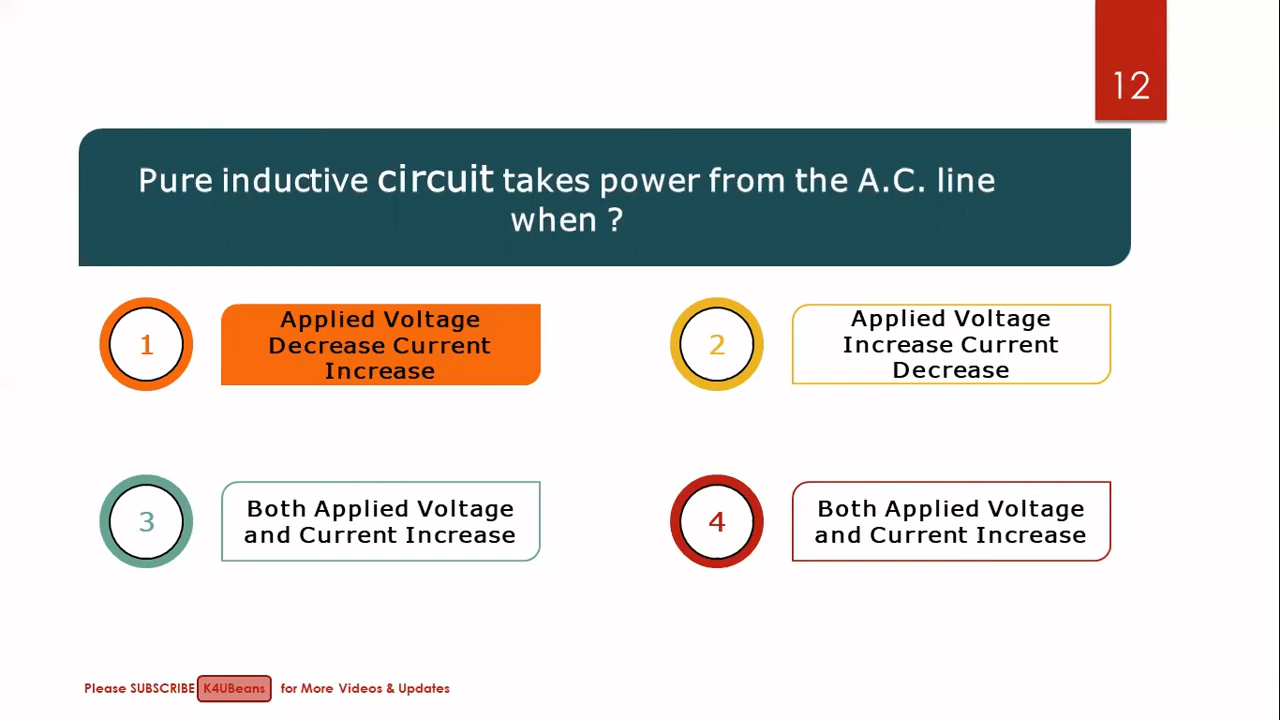 12
Pure inductive circuit takes power from the A.C. line
when ?
1
Applied Voltage
Decrease Current
Increase
2
Applied Voltage
Increase Current
Decrease
3
Both Applied Voltage
and Current Increase
4
Both Applied Voltage
and Current Increase
Please SUBSCRIBE K4UBeans for More Videos & Updates